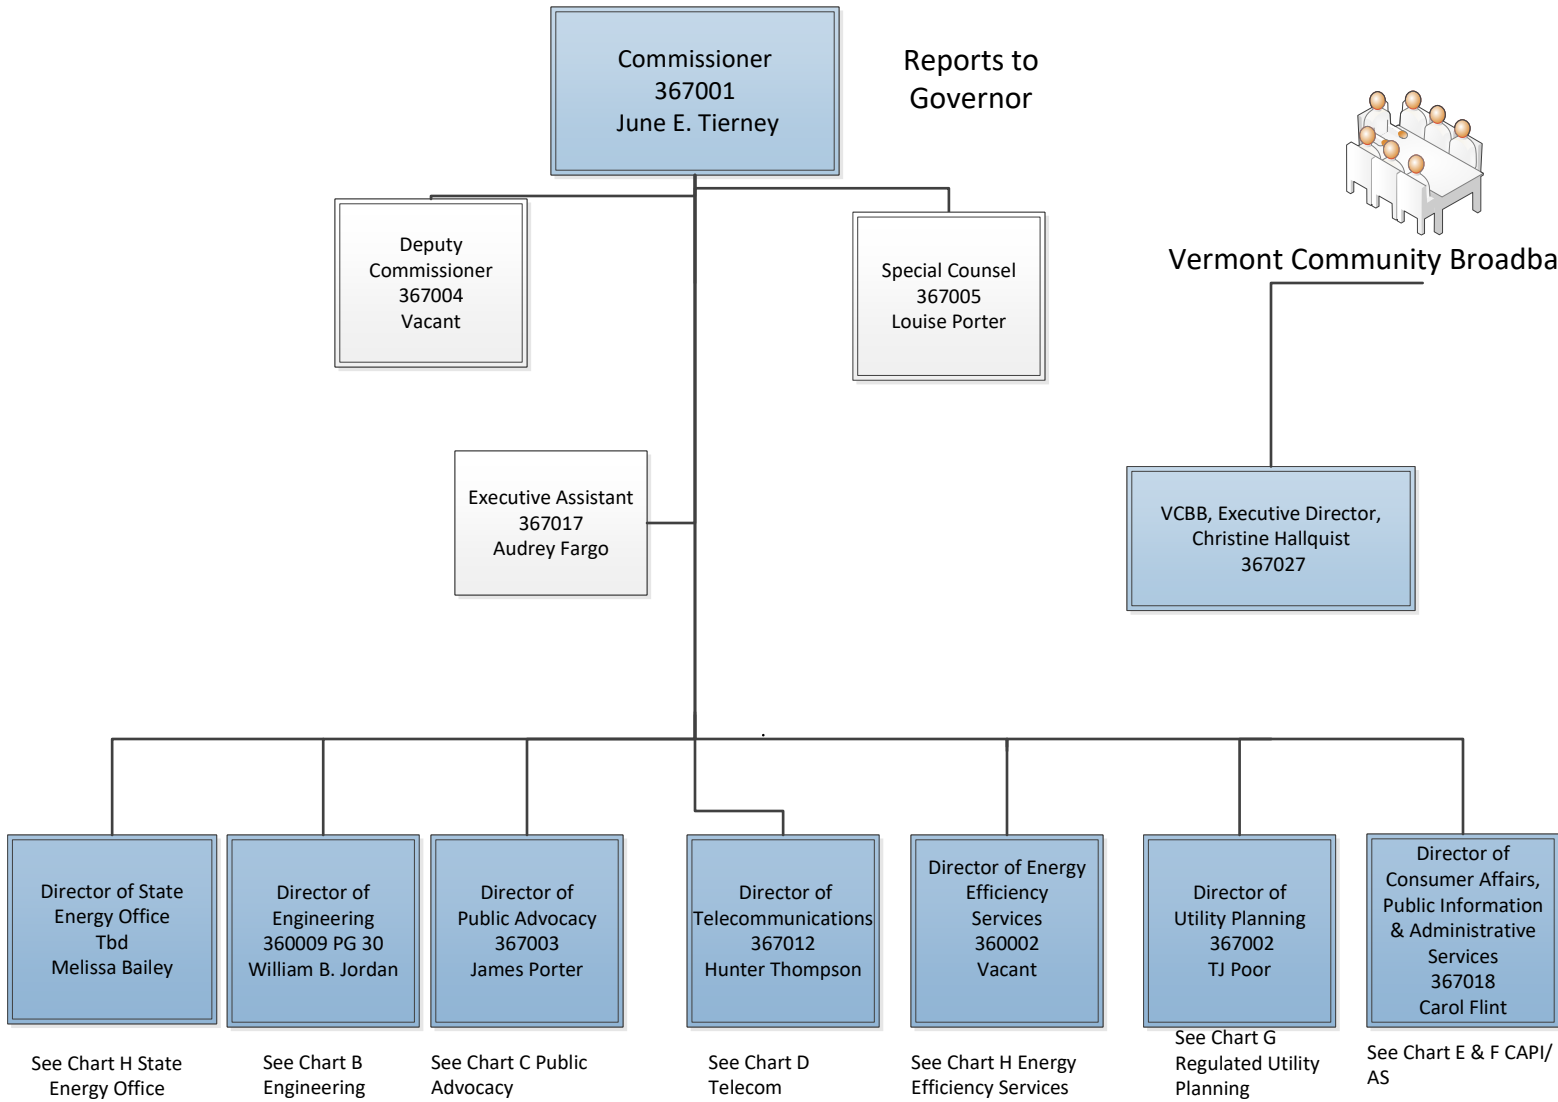 Commissioner
367001
June E. Tierney
Reports to
Governor
Deputy
Commissioner
367004
Vacant
Special Counsel
367005
Louise Porter
Vermont Community Broadba
Executive Assistant
367017
Audrey Fargo
VCBB, Executive Director,
Christine Hallquist
367027
.
Director of State
Energy Office
Tbd
Melissa Bailey
Director of
Engineering
360009 PG 30
William B. Jordan
Director of
Public Advocacy
367003
James Porter
Director of
Telecommunications
367012
Hunter Thompson
Director of Energy
Efficiency
Services
360002
Vacant
Director of
Utility Planning
367002
TJ Poor
Director of
Consumer Affairs,
Public Information
& Administrative
Services
367018
Carol Flint
See Chart H State
Energy Office
See Chart B
Engineering
See Chart C Public
Advocacy
See Chart D
Telecom
See Chart H Energy
Efficiency Services
See Chart G
Regulated Utility
Planning
See Chart E & F CAPI/
AS